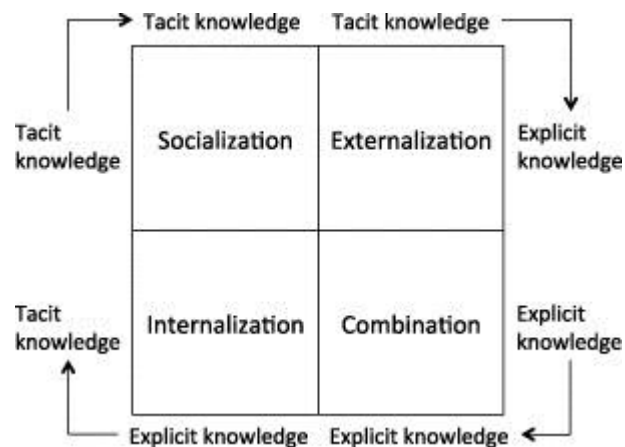 Tacit knowledge Tacit knowledge
Tacit
knowledge
Socialization Externalization
Explicit
knowledge
Tacit
knowledge
Internalization Combination
Explicit
knowledge
Explicit knowledge Explicit knowledge